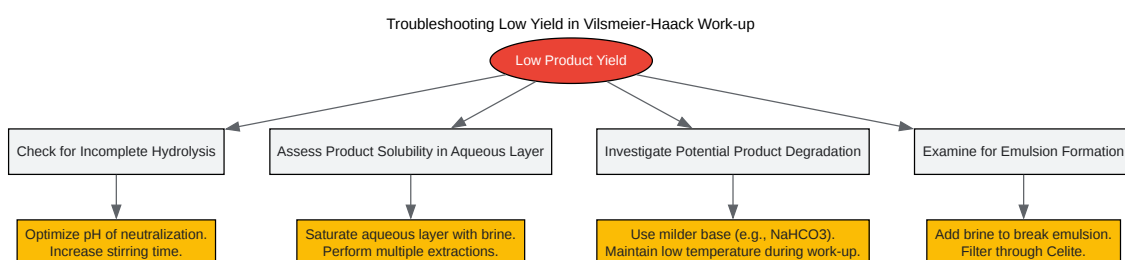 Troubleshooting Low Yield in Vilsmeier-Haack Work-up
Low Product Yield
Check for Incomplete Hydrolysis
Assess Product Solubility in Aqueous Layer
Investigate Potential Product Degradation
Examine for Emulsion Formation
Optimize pH of neutralization.
Increase stirring time.
Saturate aqueous layer with brine.
Perform multiple extractions.
Use milder base (e.g., NaHCO3).
Maintain low temperature during work-up.
Add brine to break emulsion.
Filter through Celite.